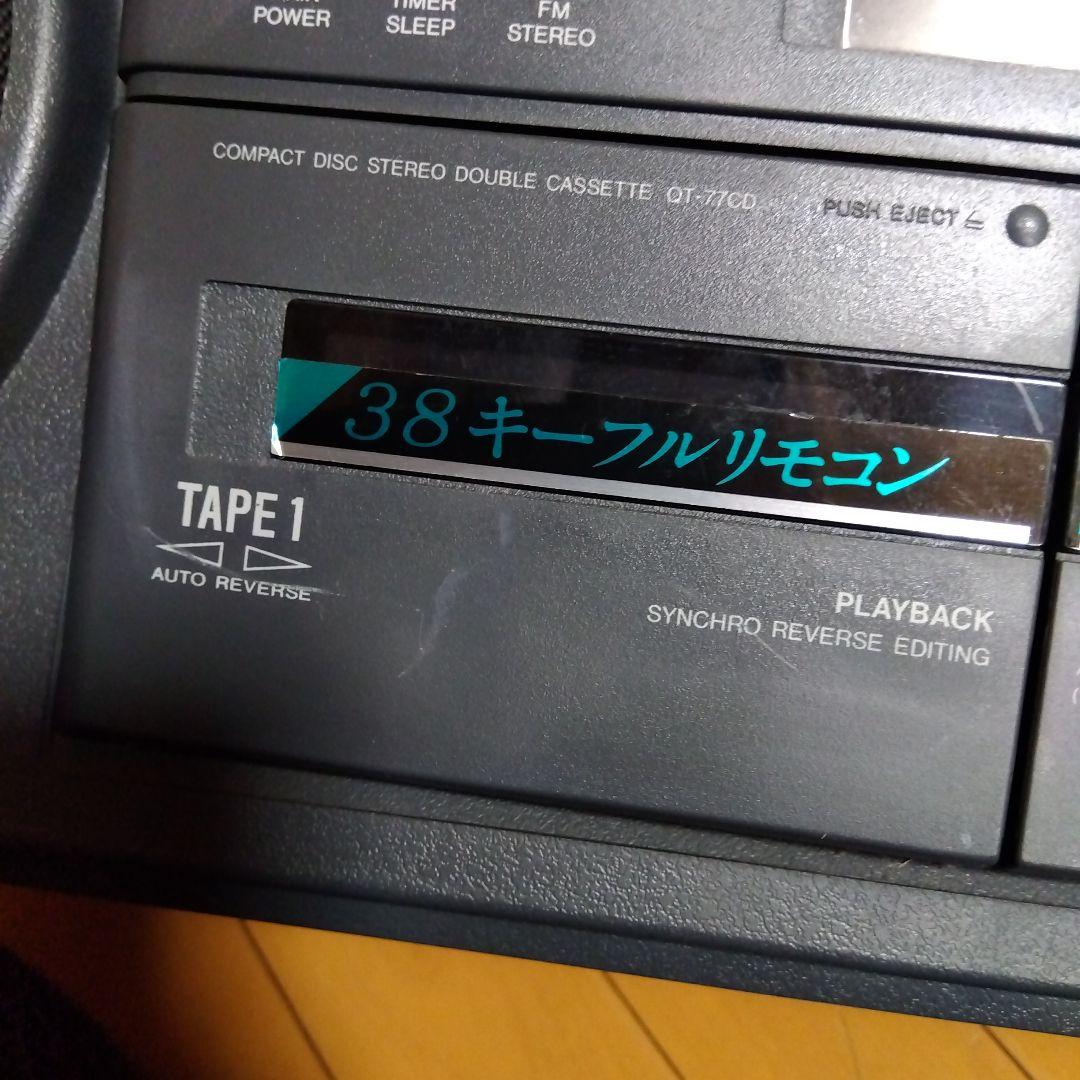 POWER
TIMER
SLEEP
FM
STEREO
COMPACT DISC STEREO DOUBLE CASSETTE QT-77CD
PUSH EJECT
38キーフルリモコン
TAPE 1
AUTO REVERSE
PLAYBACK
SYNCHRO REVERSE EDITING